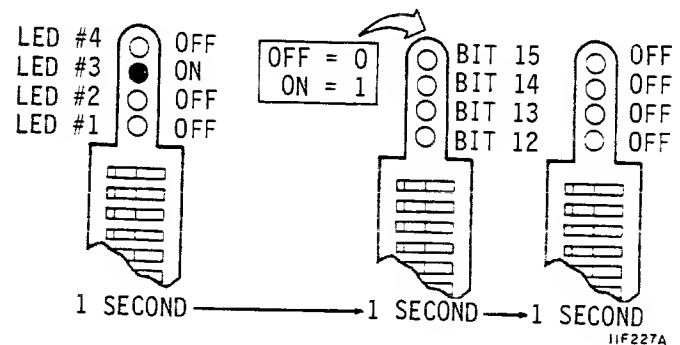 LED #4 OFF
LED #3 ON
LED #2 OFF
LED #1 OFF
OFF = 0
ON = 1
BIT 15 OFF
BIT 14 OFF
BIT 13 OFF
BIT 12 OFF
1 SECOND 1 SECOND 1 SECOND
IIF227A